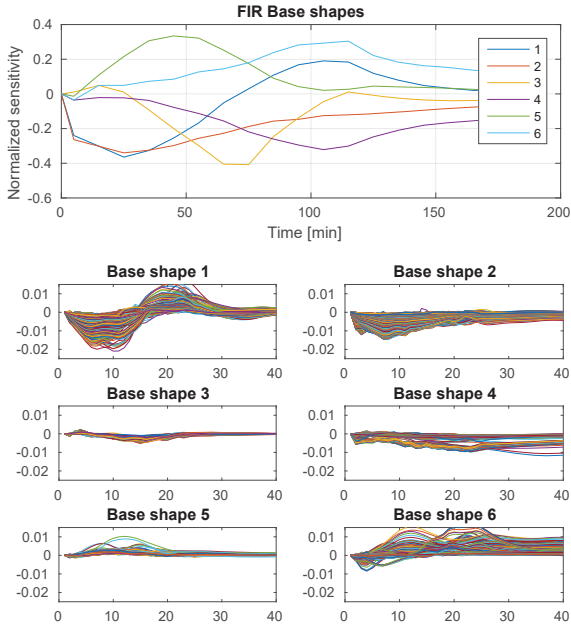 FIR Base shapes
Normalized sensitivity
0.4
0.2
0
-0.2
-0.4
-0.6
1
2
3
4
5
6
0 50 100 150 200
Time [min]
Base shape 1
0.01
0
-0.01
-0.02
0 10 20 30 40
Base shape 2
0.01
0
-0.01
-0.02
0 10 20 30 40
Base shape 3
0.01
0
-0.01
-0.02
0 10 20 30 40
Base shape 4
0.01
0
-0.01
-0.02
0 10 20 30 40
Base shape 5
0.01
0
-0.01
-0.02
0 10 20 30 40
Base shape 6
0.01
0
-0.01
-0.02
0 10 20 30 40